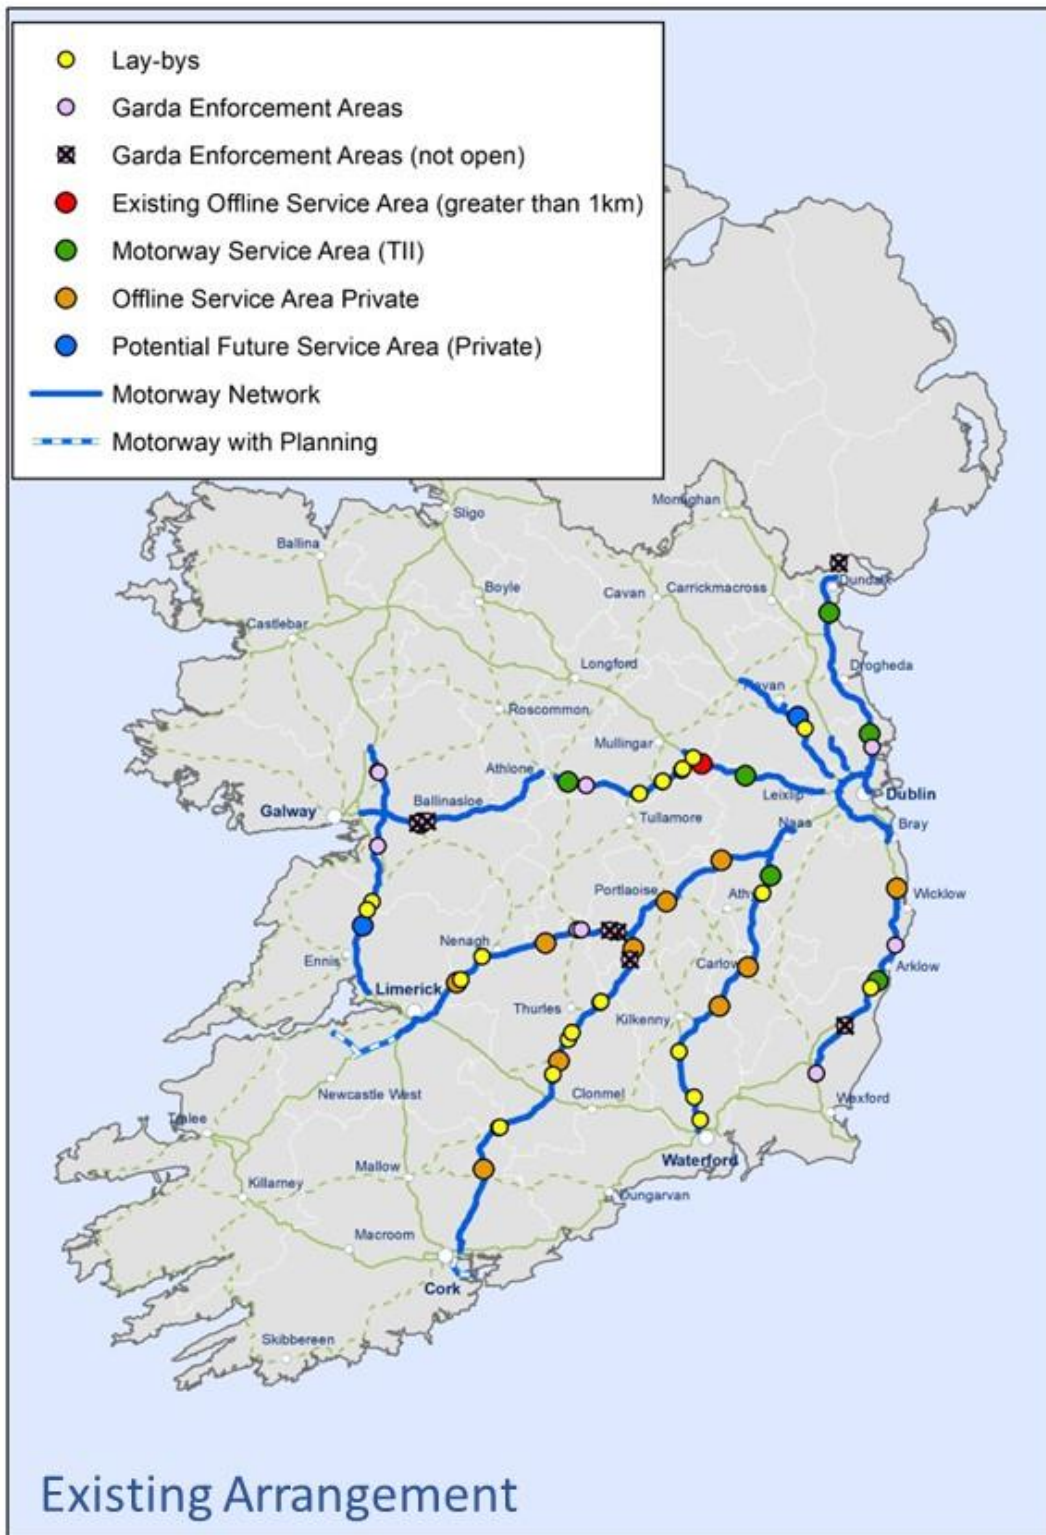 Lay-bys
Garda Enforcement Areas
Garda Enforcement Areas (not open)
Existing Offline Service Area (greater than 1km)
Motorway Service Area (TII)
Offline Service Area Private
Potential Future Service Area (Private)
Motorway Network
Motorway with Planning
Sligo
Monaghan
Ballina
Dundalk
Boyle
Cavan
Carrickmacross
Castlebar
Longford
Drogheda
Navan
Roscommon
Mullingar
Athlone
Leixlip
Dublin
Galway
Ballinasloe
Tullamore
Naas
Bray
Portlaoise
Athy
Wicklow
Nenagh
Ennis
Carlow
Arklow
Limerick
Thurles
Kilkenny
Newcastle West
Clonmel
Wexford
Tralee
Waterford
Mallow
Killarney
Dungarvan
Macroom
Cork
Skibbereen
Existing Arrangement